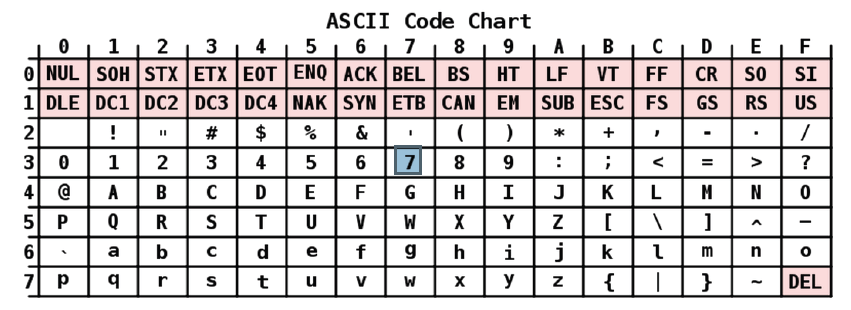 ASCII Code Chart
0 1 2 3 4 5 6 7 8 9 A B C D E F
0 NUL SOH STX ETX EOT ENQ ACK BEL BS HT LF VT FF CR SO SI
1 DLE DC1 DC2 DC3 DC4 NAK SYN ETB CAN EM SUB ESC FS GS RS US
2 ! " # $ % & ' ( ) * + , - . /
3 0 1 2 3 4 5 6 7 8 9 : ; < = > ?
4 @ A B C D E F G H I J K L M N O
5 P Q R S T U V W X Y Z [ \ ] ^ _
6 ` a b c d e f g h i j k l m n o
7 p q r s t u v w x y z { | } ~ DEL